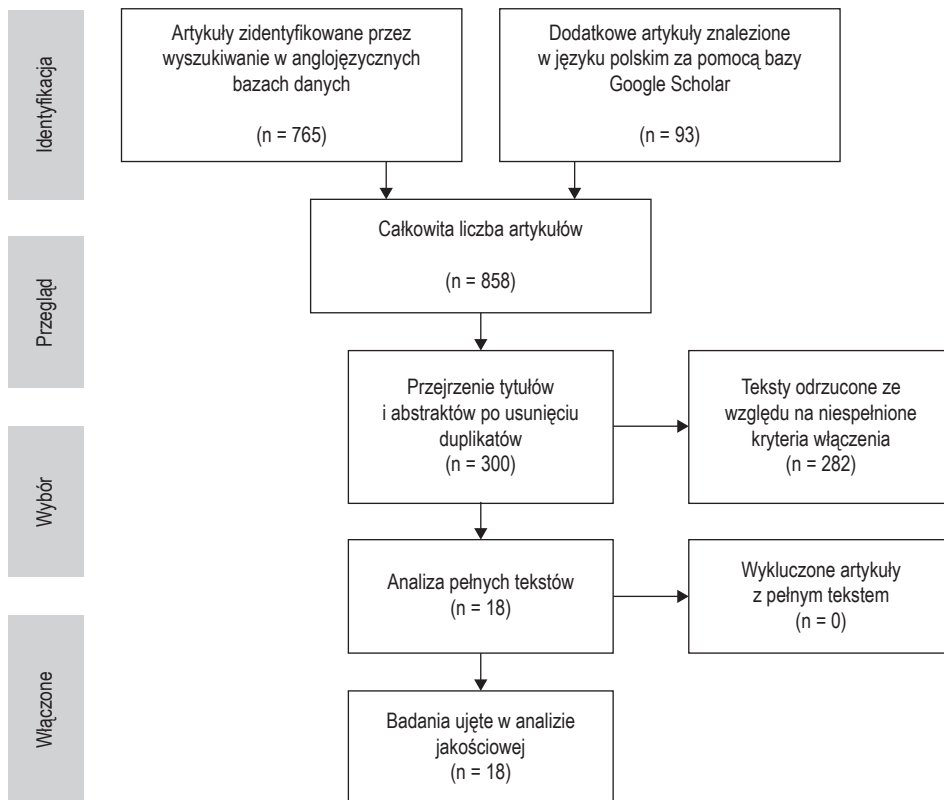 Identyfikacja
Artykuły zidentyfikowane przez
wyszukiwanie w anglojęzycznych
bazach danych
(n = 765)
Dodatkowe artykuły znalezione
w języku polskim za pomocą bazy
Google Scholar
(n = 93)
Przegląd
Całkowita liczba artykułów
(n = 858)
Przejrzenie tytułów
i abstraktów po usunięciu
duplikatów
(n = 300)
Teksty odrzucone ze
względu na niespełnione
kryteria włączenia
(n = 282)
Wybór
Analiza pełnych tekstów
(n = 18)
Wykluczone artykuły
z pełnym tekstem
(n = 0)
Włączone
Badania ujęte w analizie
jakościowej
(n = 18)